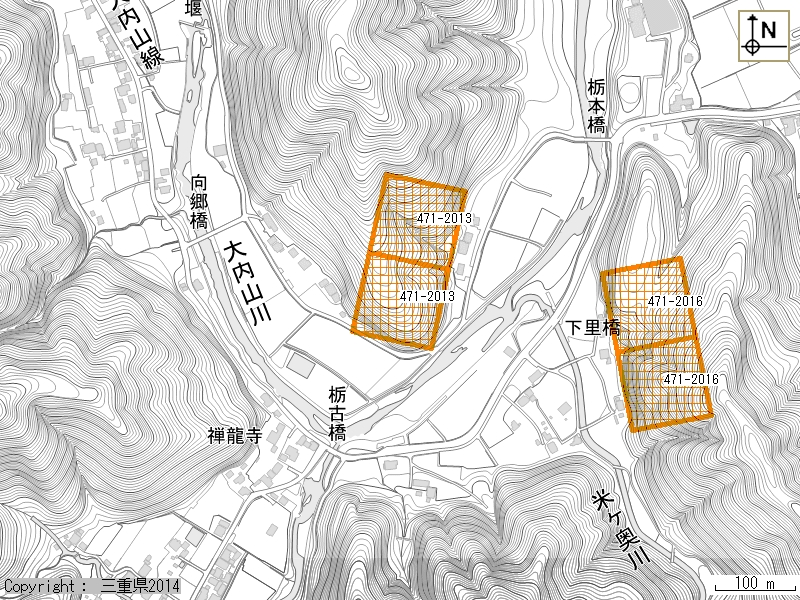 堰
大内山線
N
栃本橋
向郷橋
471-2013
大内山川
471-2013
471-2016
下里橋
471-2016
栃古橋
禅龍寺
米ヶ奥川
Copyright： 三重県2014
100 m